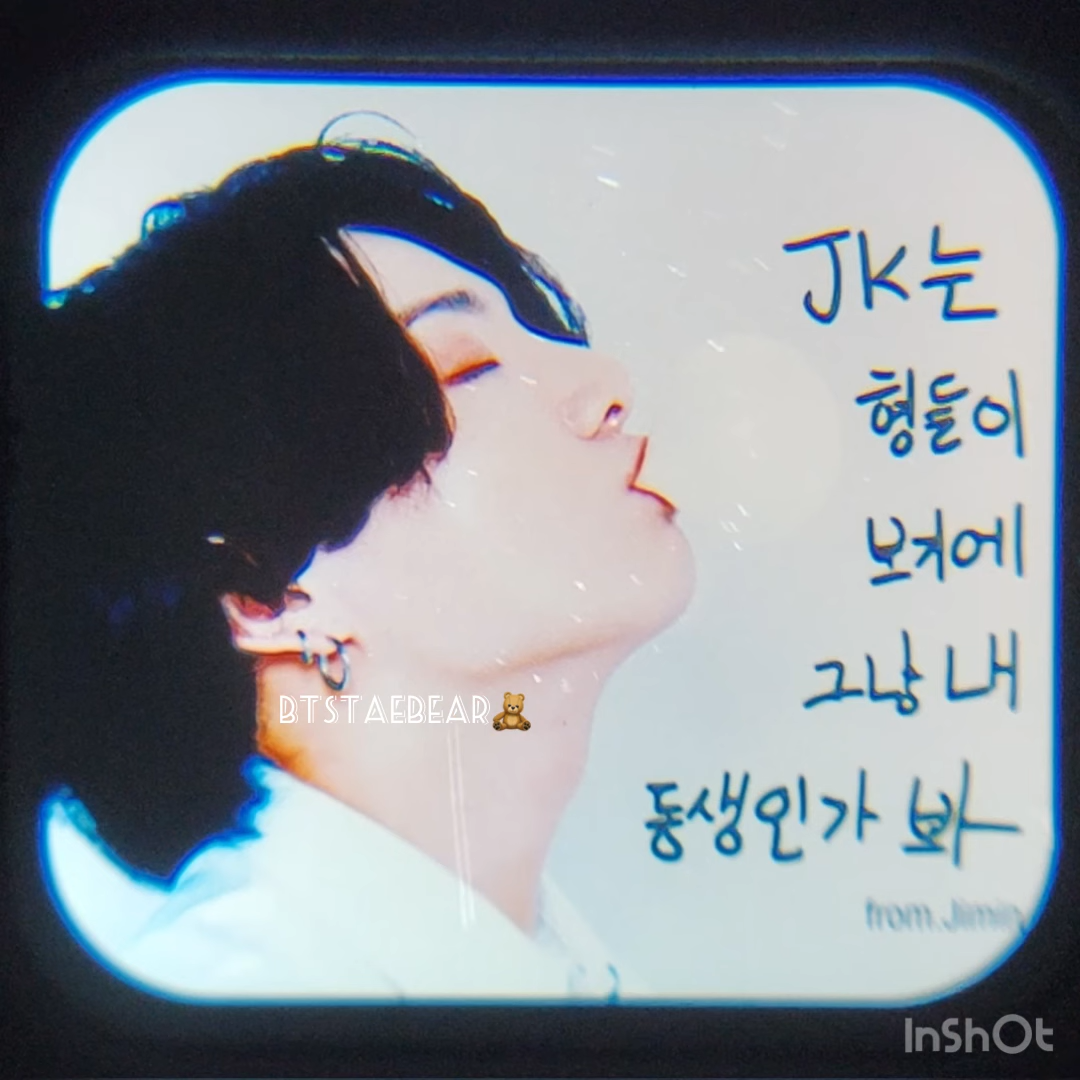 JK는
형들이
보기에
그냥 내
동생인가 봐
from.Jimin
BTSTAEBEAR
InShOt